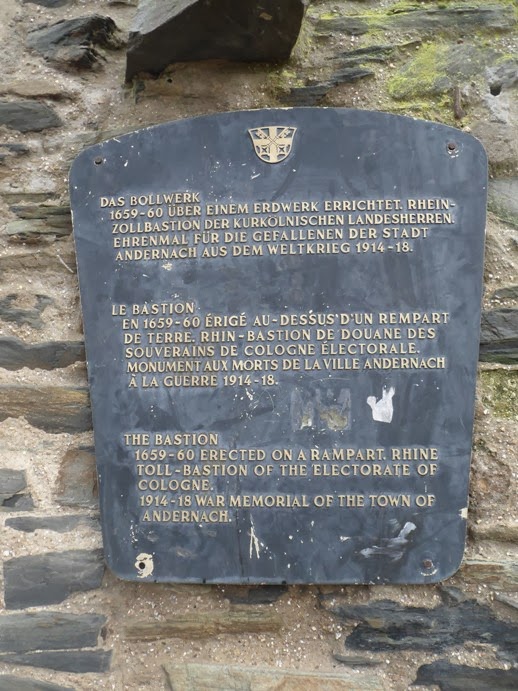 DAS BOLLWERK
1659-60 ÜBER EINEM ERDWERK ERRICHTET. RHEIN-
ZOLLBASTION DER KURKÖLNISCHEN LANDESHERREN.
EHRENMAL FÜR DIE GEFALLENEN DER STADT
ANDERNACH AUS DEM WELTKRIEG 1914-18.
LE BASTION
EN 1659-60 ÉRIGÉ AU-DESSUS D'UN REMPART
DE TERRE. RHIN-BASTION DE DOUANE DES
SOUVERAINS DE COLOGNE ÉLECTORALE.
MONUMENT AUX MORTS DE LA VILLE ANDERNACH
À LA GUERRE 1914-18.
THE BASTION
1659-60 ERECTED ON A RAMPART. RHINE
TOLL-BASTION OF THE ELECTORATE OF
COLOGNE.
1914-18 WAR MEMORIAL OF THE TOWN OF
ANDERNACH.